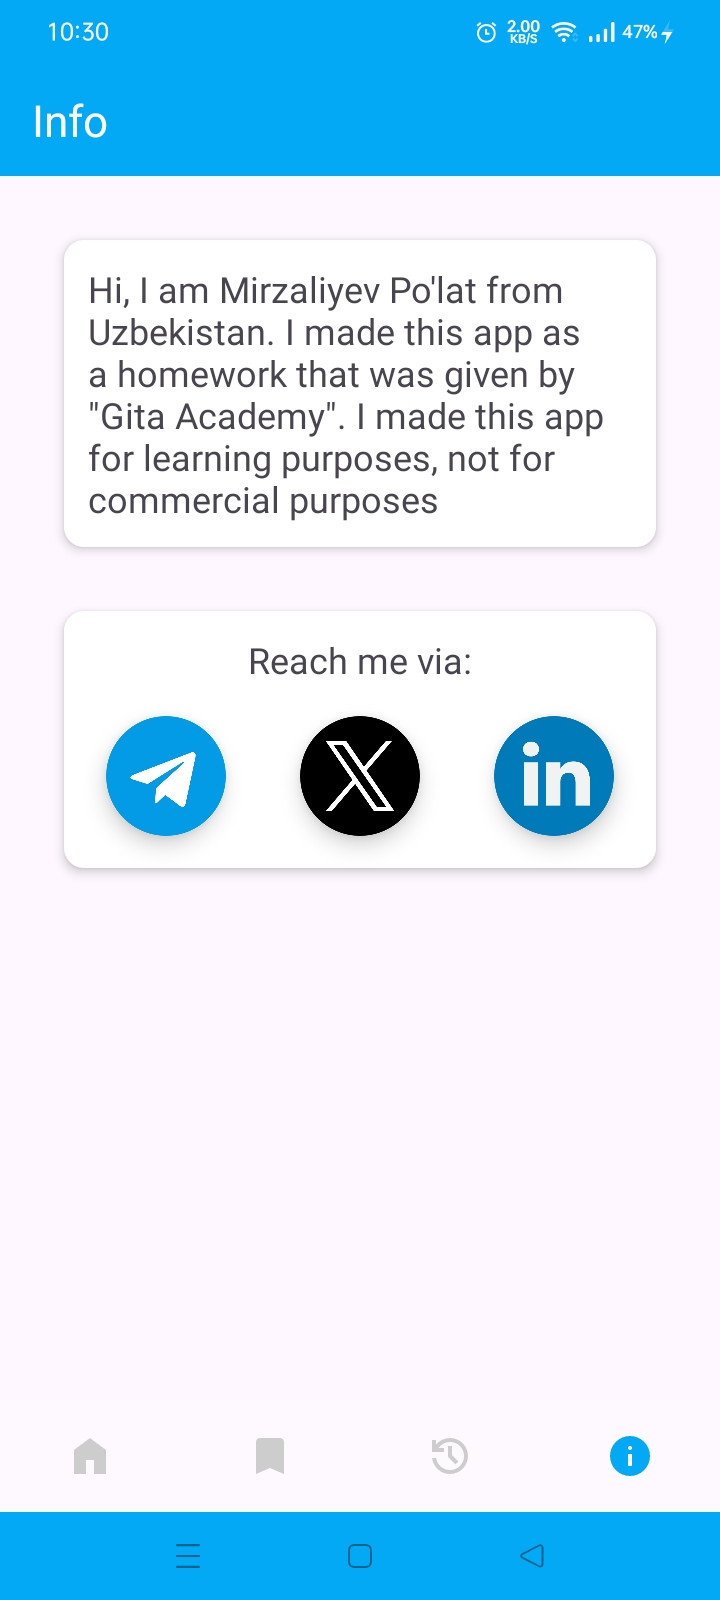 10:30
2.00
KB/S
47%
Info
Hi, I am Mirzaliyev Po'lat from
Uzbekistan. I made this app as
a homework that was given by
"Gita Academy". I made this app
for learning purposes, not for
commercial purposes
Reach me via:
in